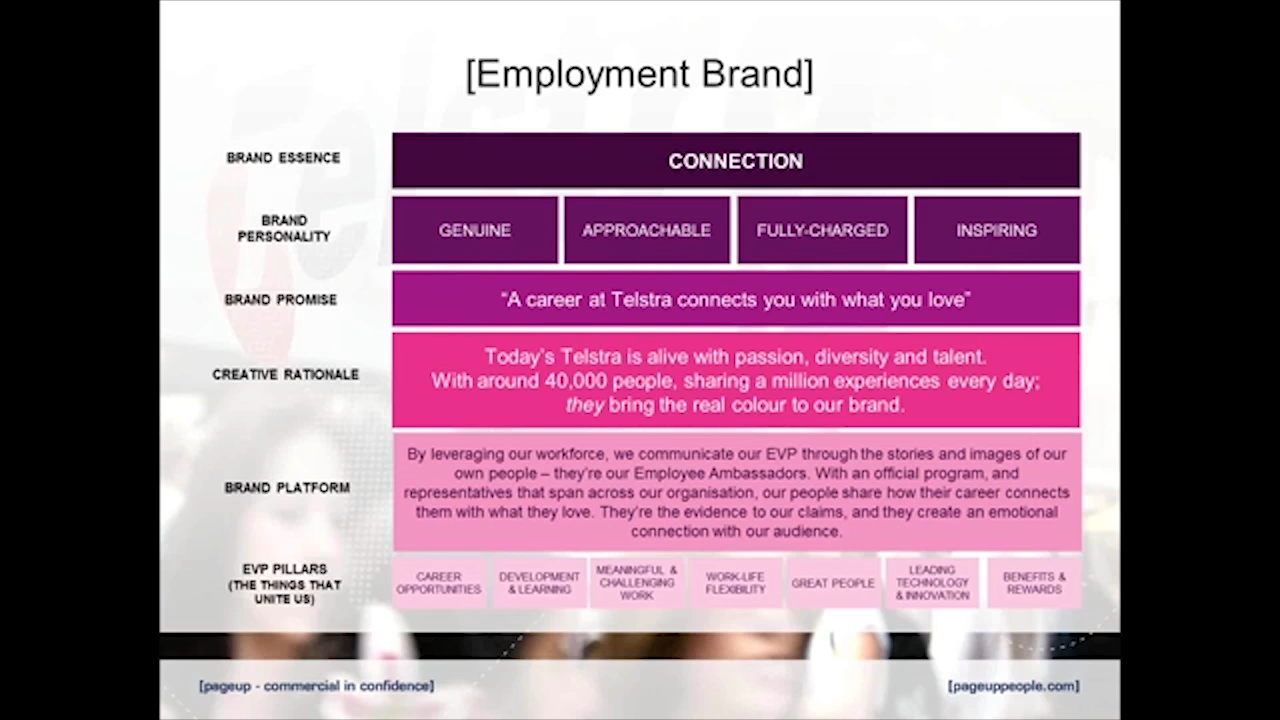 [Employment Brand]
BRAND ESSENCE
CONNECTION
BRAND
PERSONALITY
GENUINE
APPROACHABLE
FULLY-CHARGED
INSPIRING
BRAND PROMISE
“A career at Telstra connects you with what you love”
CREATIVE RATIONALE
Today’s Telstra is alive with passion, diversity and talent.
With around 40,000 people, sharing a million experiences every day;
they bring the real colour to our brand.
BRAND PLATFORM
By leveraging our workforce, we communicate our EVP through the stories and images of our
own people – they’re our Employee Ambassadors. With an official program, and
representatives that span across our organisation, our people share how their career connects
them with what they love. They’re the evidence to our claims, and they create an emotional
connection with our audience.
EVP PILLARS
(THE THINGS THAT
UNITE US)
CAREER
OPPORTUNITIES
DEVELOPMENT
& LEARNING
MEANINGFUL &
CHALLENGING
WORK
WORK-LIFE
FLEXIBILITY
GREAT PEOPLE
LEADING
TECHNOLOGY
& INNOVATION
BENEFITS &
REWARDS
[pageup - commercial in confidence]
[pageuppeople.com]